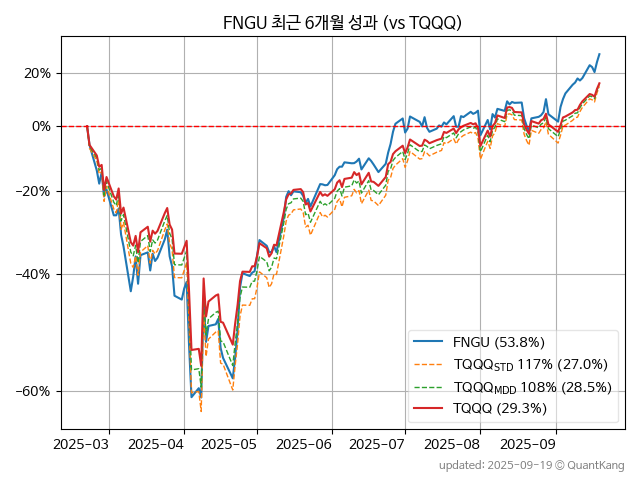 FNGU 최근 6개월 성과 (vs TQQQ)
20%
0%
−20%
−40%
−60%
FNGU (53.8%)
TQQQSTD 117% (27.0%)
TQQQMDD 108% (28.5%)
TQQQ (29.3%)
2025-03 2025-04 2025-05 2025-06 2025-07 2025-08 2025-09
updated: 2025-09-19 © QuantKang